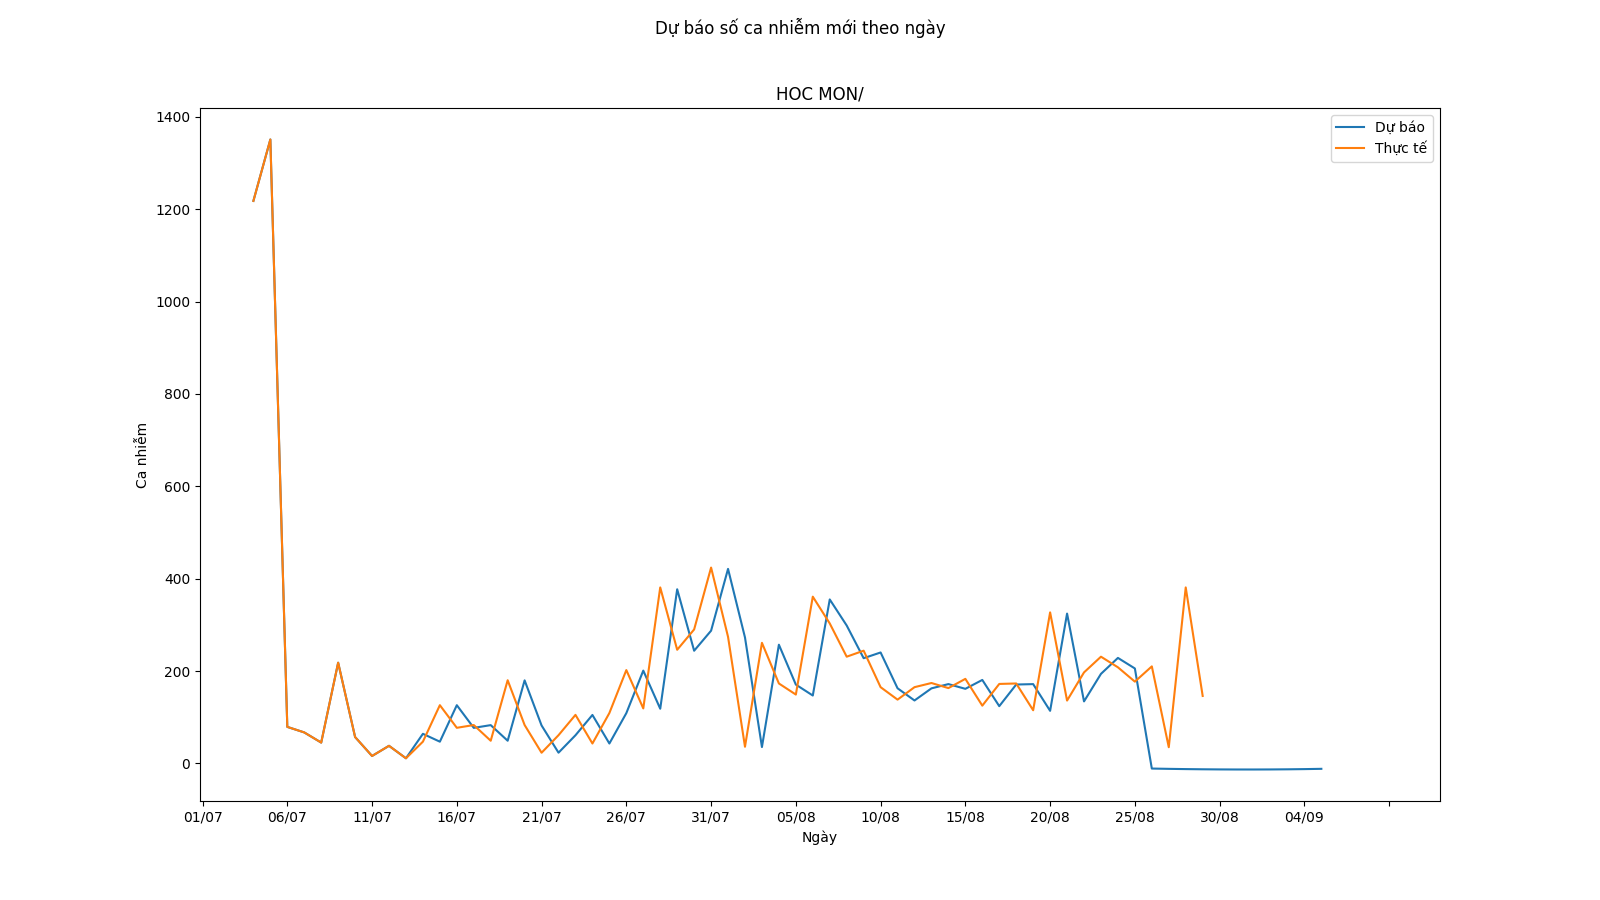 Dự báo số ca nhiễm mới theo ngày
HOC MON/
1400
1200
1000
800
600
400
200
0
Ca nhiễm
Dự báo
Thực tế
01/07 06/07 11/07 16/07 21/07 26/07 31/07 05/08 10/08 15/08 20/08 25/08 30/08 04/09
Ngày